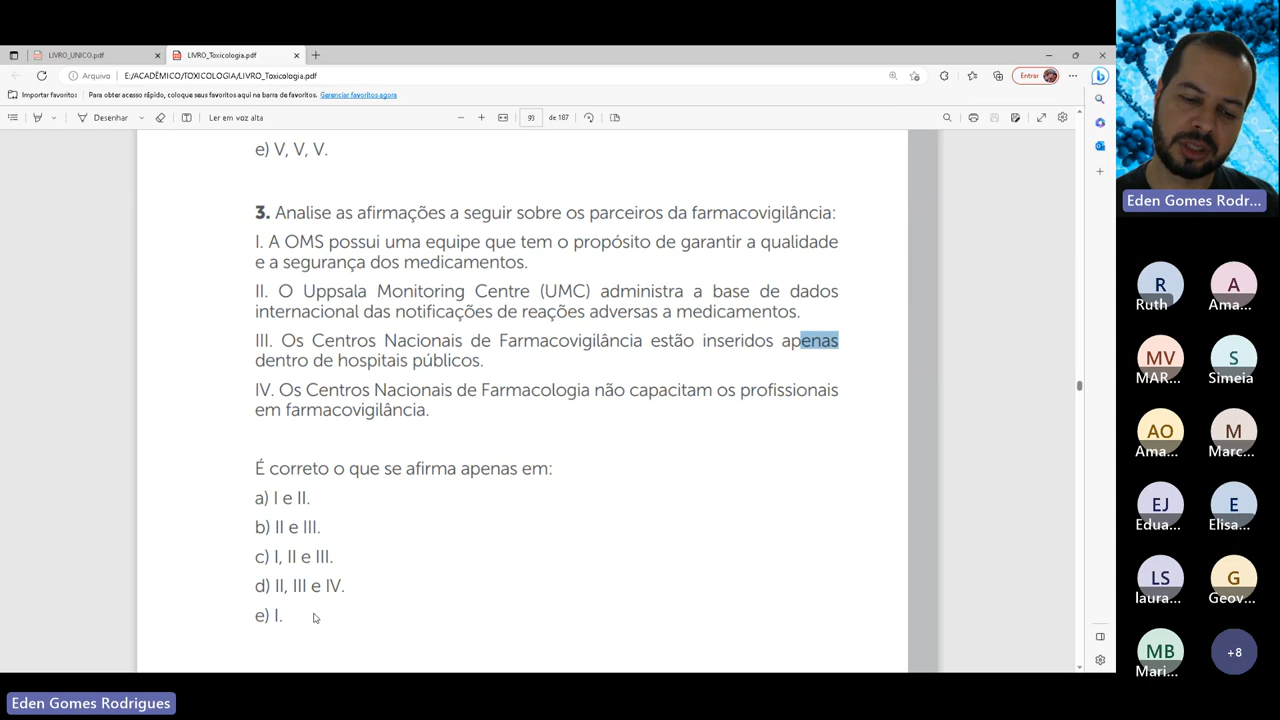 LIVRO_UNICO.pdf
LIVRO_Toxicologia.pdf
Arquivo
E:/ACADÊMICO/TOXICOLOGIA/LIVRO_Toxicologia.pdf
Entrar
Importar favoritos
Para obter acesso rápido, coloque seus favoritos aqui na barra de favoritos. Gerenciar favoritos agora
Desenhar
Ler em voz alta
93 de 187
e) V, V, V.
3. Analise as afirmações a seguir sobre os parceiros da farmacovigilância:
I. A OMS possui uma equipe que tem o propósito de garantir a qualidade
e a segurança dos medicamentos.
II. O Uppsala Monitoring Centre (UMC) administra a base de dados
internacional das notificações de reações adversas a medicamentos.
III. Os Centros Nacionais de Farmacovigilância estão inseridos apenas
dentro de hospitais públicos.
IV. Os Centros Nacionais de Farmacologia não capacitam os profissionais
em farmacovigilância.
É correto o que se afirma apenas em:
a) I e II.
b) II e III.
c) I, II e III.
d) II, III e IV.
e) I.
Eden Gomes Rodr...
R
Ruth
A
Ama...
MV
MAR...
S
Simeia
AO
Ama...
M
Marc...
EJ
Edua...
E
Elisa...
LS
laura...
G
Geov...
MB
Mari...
+8
Eden Gomes Rodrigues